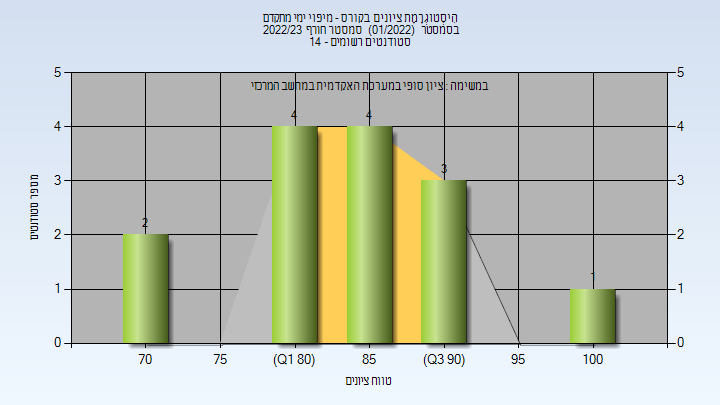 היסטוגרמת ציונים בקורס - מיפוי ימי מתקדם
בסמסטר (01/2022) סמסטר חורף 2022/23
סטודנטים רשומים - 14
במשימה : ציון סופי במערכת האקדמית במחשב המרכזי
5 5
4 4
3 3
2 2
1 1
0 0
2 4 4 3 1
מספר סטודנטים
70 75 (Q1 80) 85 (Q3 90) 95 100
טווח ציונים